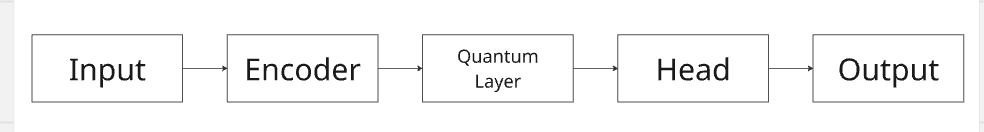 Input
Encoder
Quantum
Layer
Head
Output